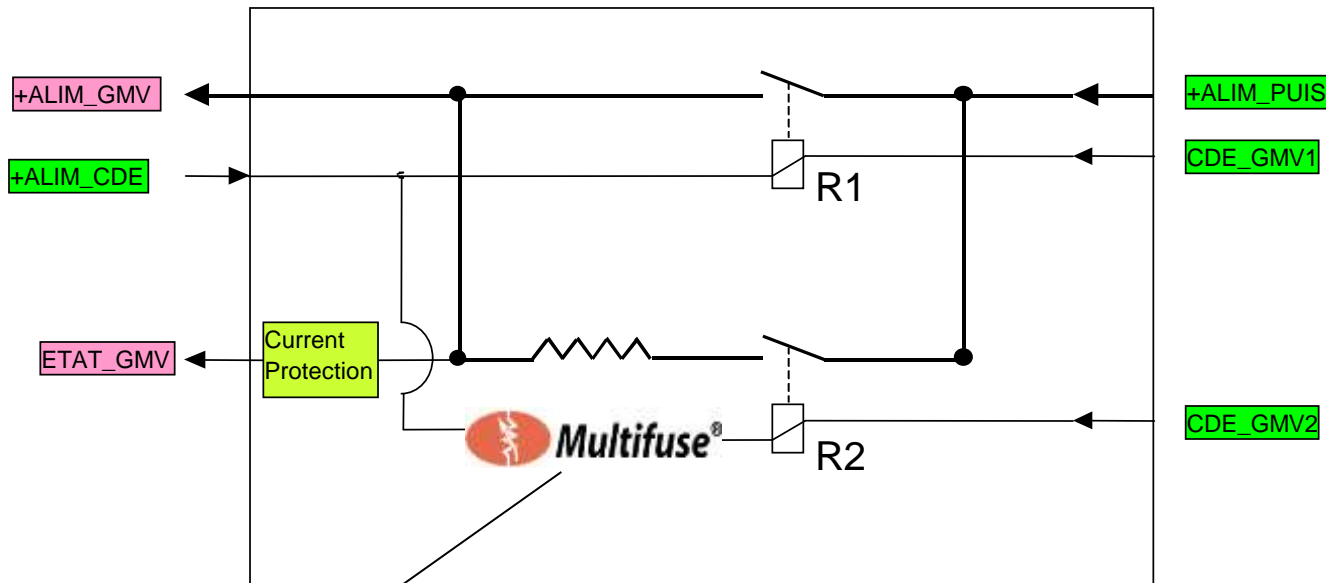 +ALIM_GMV
+ALIM_PUIS
+ALIM_CDE
CDE_GMV1
R1
ETAT_GMV
Current
Protection
Multifuse®
R2
CDE_GMV2